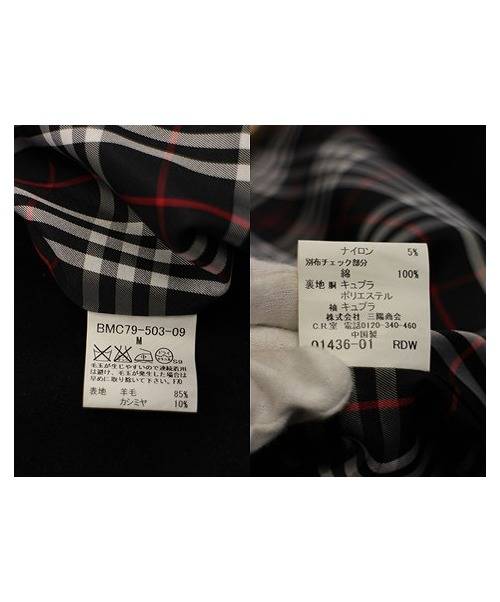 BMC79-503-09
M
毛玉が生じやすいので連続着用
は避け、毛玉が発生した場合は
早めに取り除いて下さい。
表地 羊毛 85%
カシミヤ 10%
ナイロン 5%
別布チェック部分
綿 100%
裏地 胴 キュプラ
ポリエステル
袖 キュプラ
株式会社 三陽商会
C.R.室 電話0120-340-460
中国製
01436-01 RDW